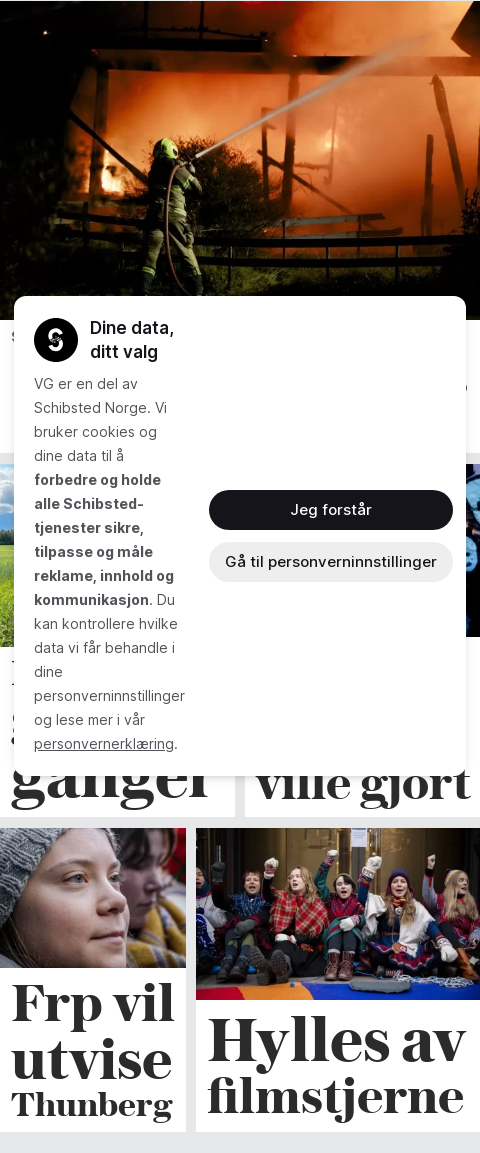 Dine data,
ditt valg
VG er en del av
Schibsted Norge. Vi
bruker cookies og
dine data til å
forbedre og holde
alle Schibsted-
tjenester sikre,
tilpasse og måle
reklame, innhold og
kommunikasjon. Du
kan kontrollere hvilke
data vi får behandle i
dine
personverninnstillinger
og lese mer i vår
personvernerklæring.
Jeg forstår
Gå til personverninnstillinger
ganger
ville gjort
Frp vil
utvise
Thunberg
Hylles av
filmstjerne